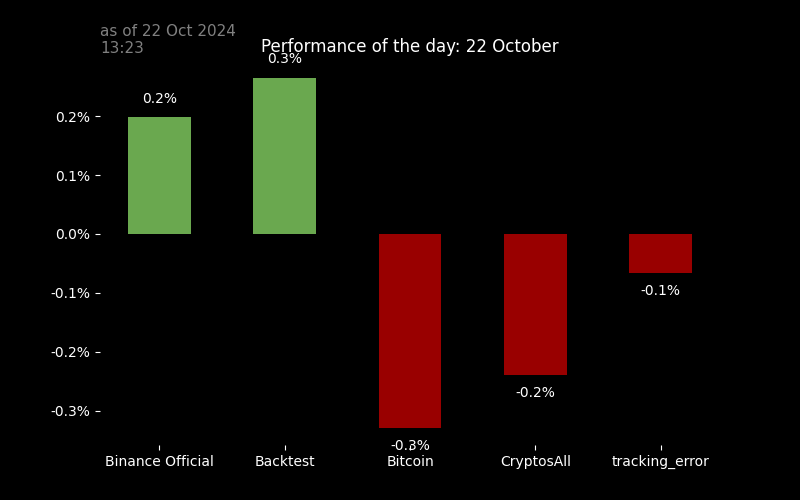 as of 22 Oct 2024
13:23
Performance of the day: 22 October
0.3%
0.2%
0.2%
0.1%
0.0%
-0.1%
-0.1%
-0.2%
-0.2%
-0.3%
-0.3%
Binance Official
Backtest
Bitcoin
CryptosAll
tracking_error